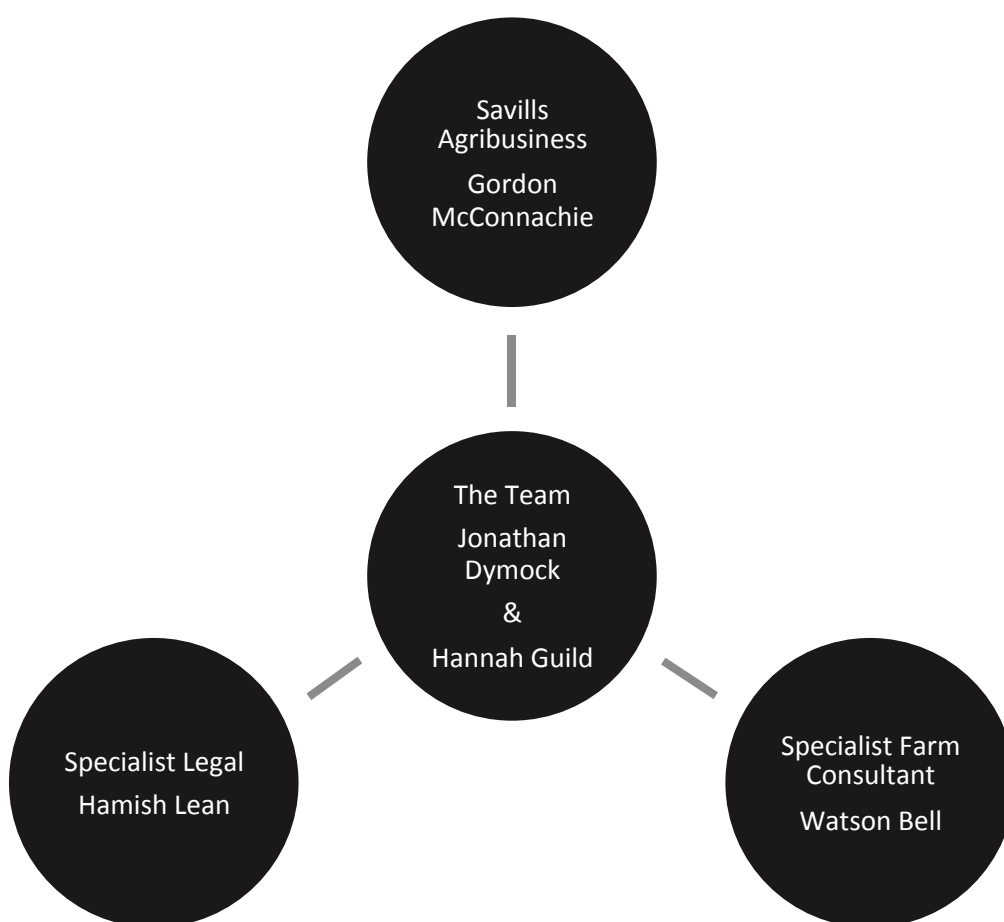 Savills
Agribusiness
Gordon
McConnachie
The Team
Jonathan
Dymock
&
Hannah Guild
Specialist Legal
Hamish Lean
Specialist Farm
Consultant
Watson Bell